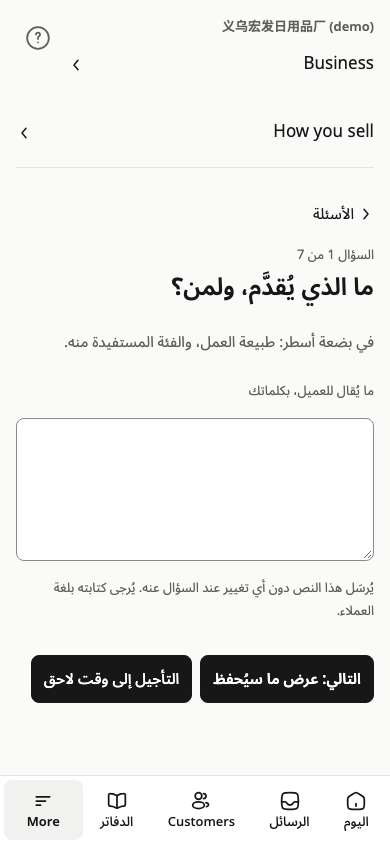 义乌宏发日用品厂 (demo)
Business
How you sell
الأسئلة
السؤال 1 من 7
ما الذي يُقدَّم، ولمن؟
في بضعة أسطر: طبيعة العمل، والفئة المستفيدة منه.
ما يُقال للعميل، بكلماتك
يُرسَل هذا النص دون أي تغيير عند السؤال عنه. يُرجى كتابته بلغة
العملاء.
التالي: عرض ما سيُحفظ
التأجيل إلى وقت لاحق
اليوم
الرسائل
Customers
الدفاتر
More